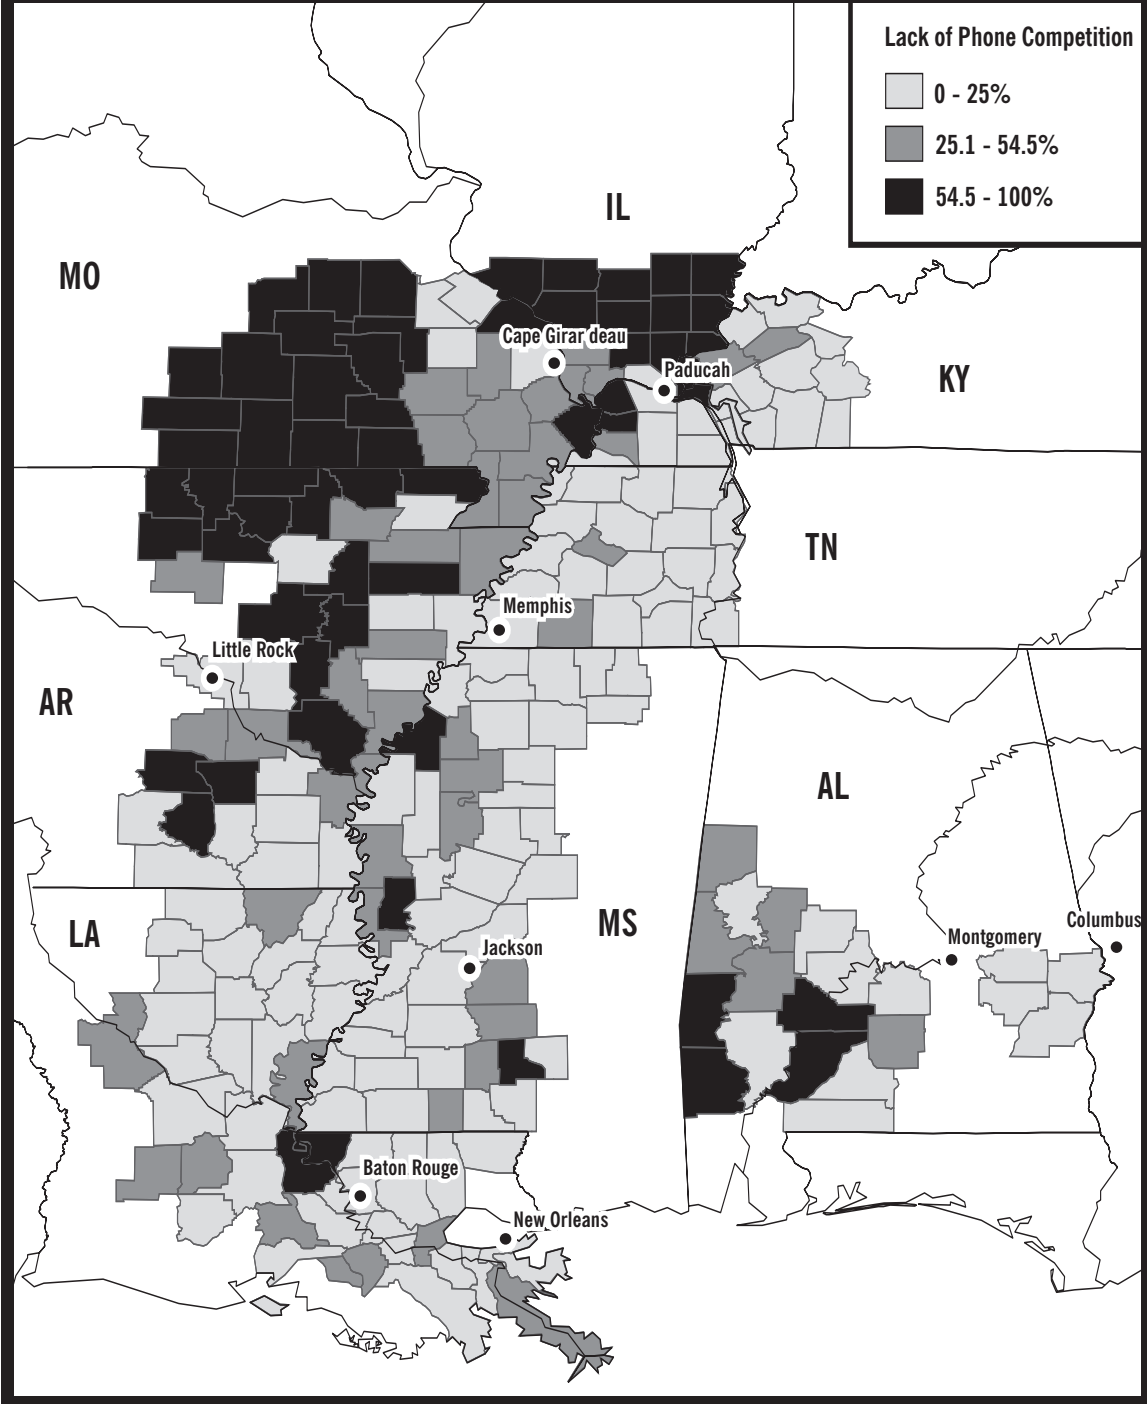 Lack of Phone Competition
0 - 25%
25.1 - 54.5%
54.5 - 100%
IL
MO
Cape Girar deau
Paducah
KY
TN
Memphis
Little Rock
AR
AL
MS
LA
Columbus
Montgomery
Jackson
Baton Rouge
New Orleans